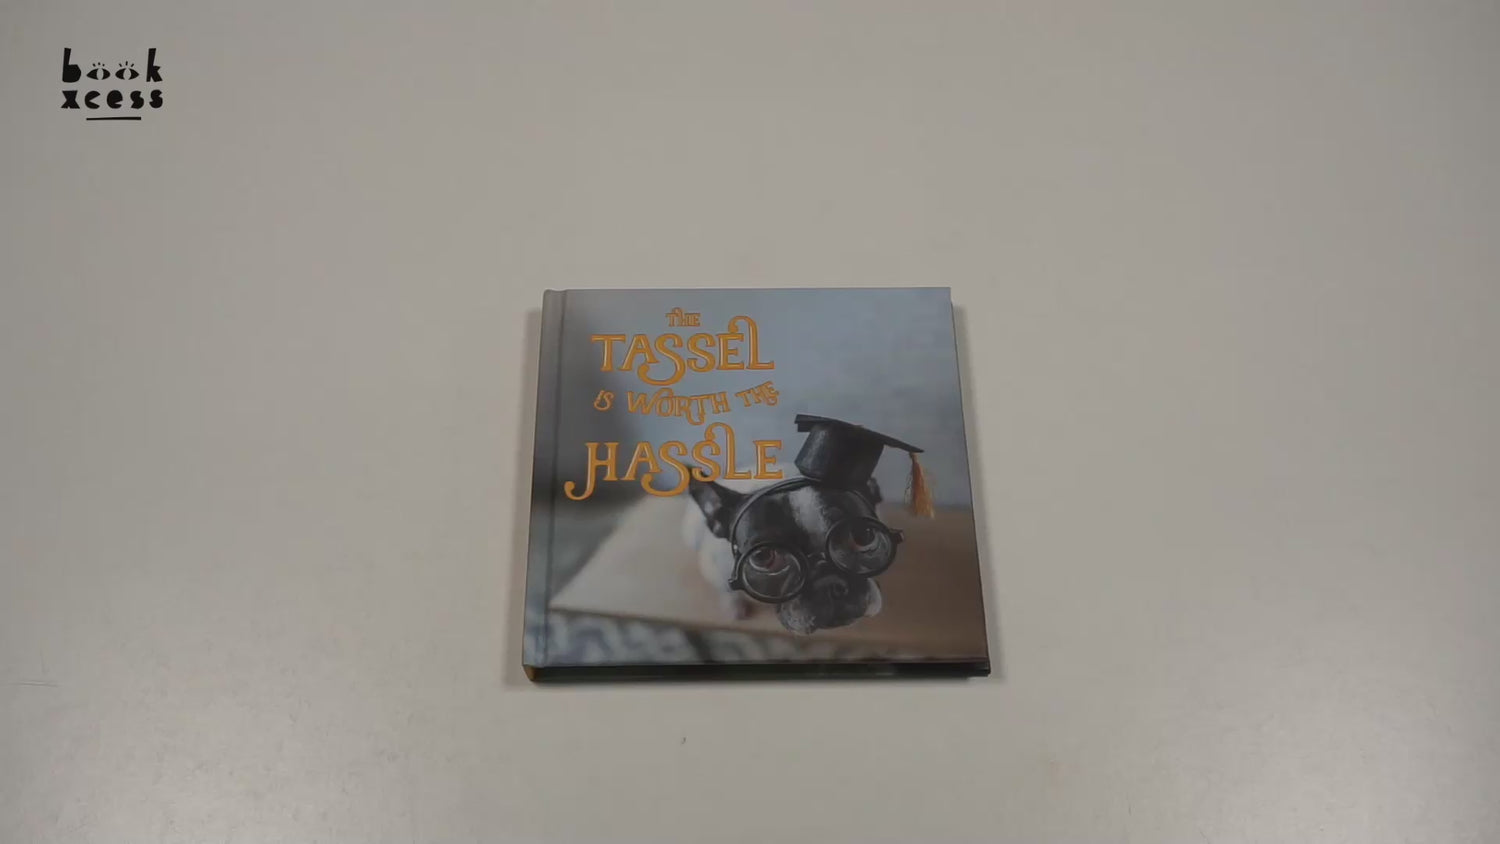 book
xcess
THE
TASSEL
IS WORTH THE
HASSLE